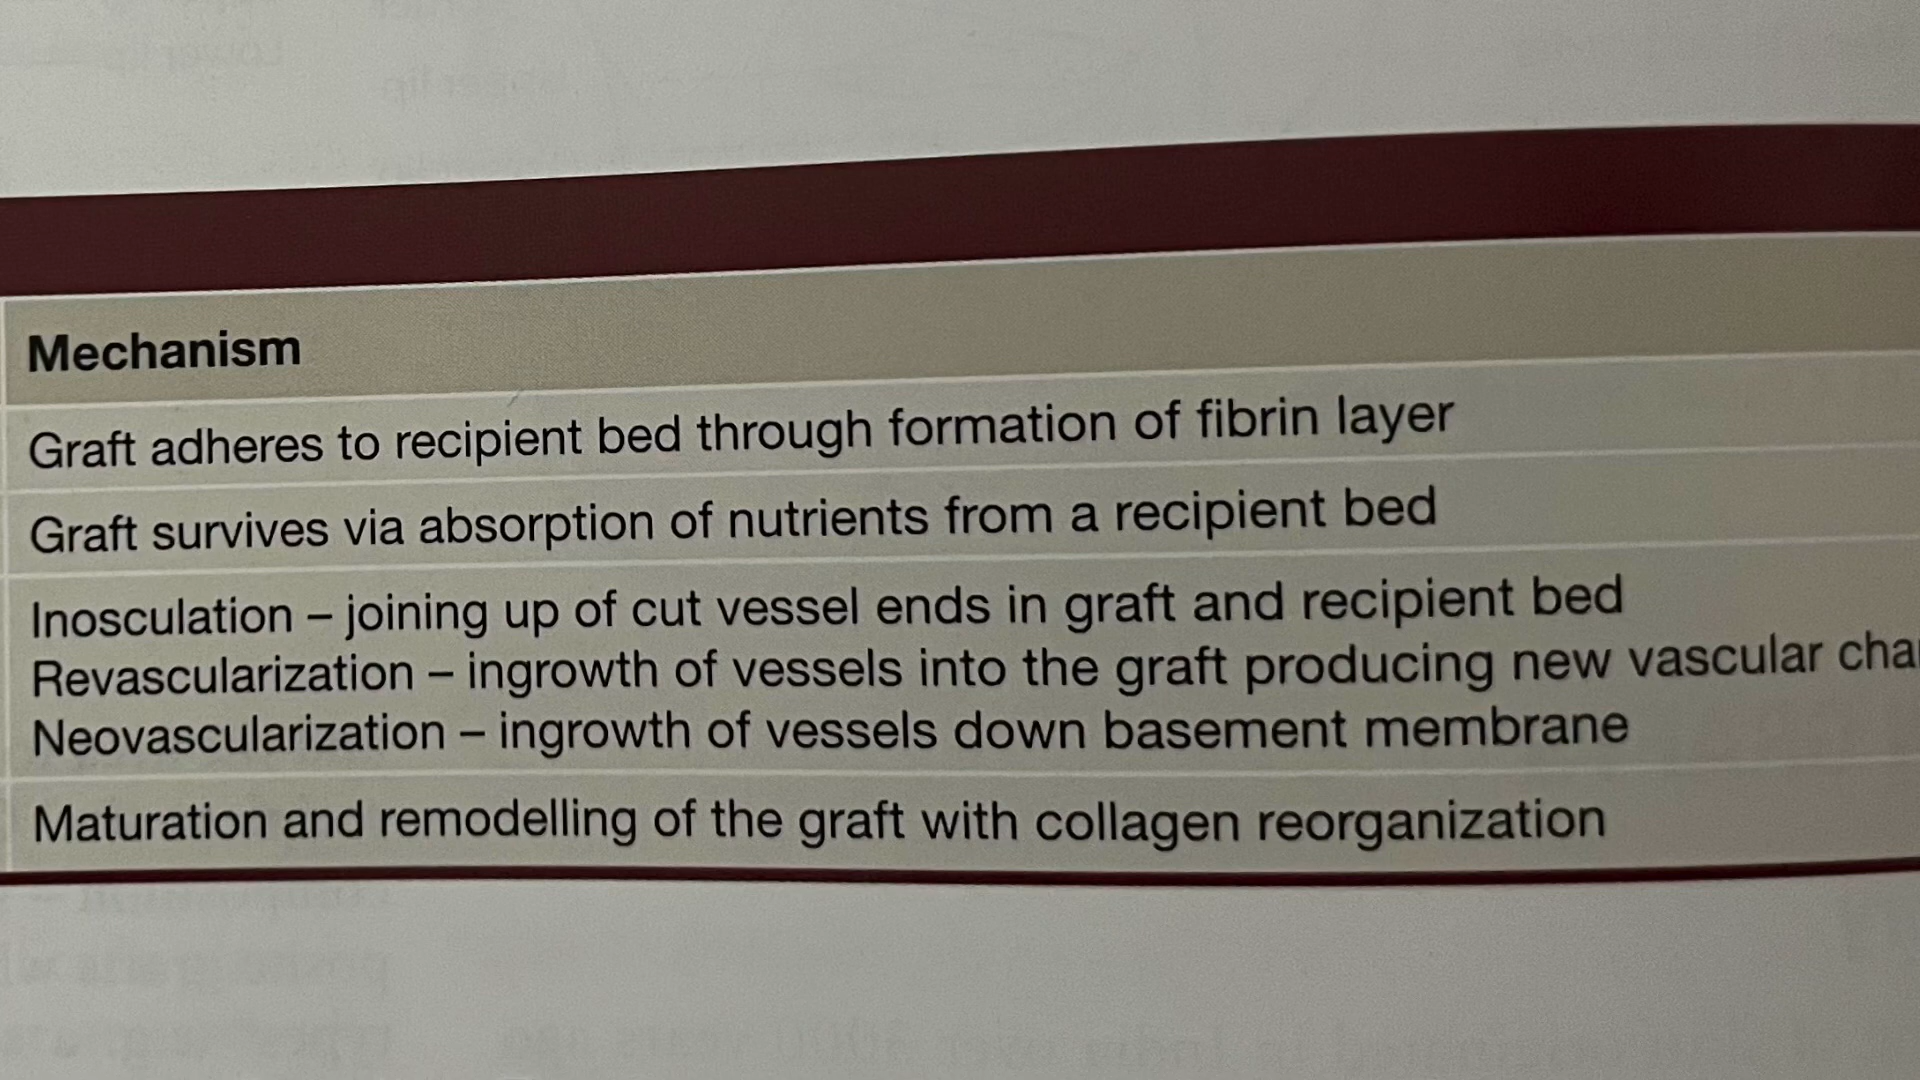 Mechanism
Graft adheres to recipient bed through formation of fibrin layer
Graft survives via absorption of nutrients from a recipient bed
Inosculation – joining up of cut vessel ends in graft and recipient bed
Revascularization – ingrowth of vessels into the graft producing new vascular
Neovascularization – ingrowth of vessels down basement membrane
Maturation and remodelling of the graft with collagen reorganization